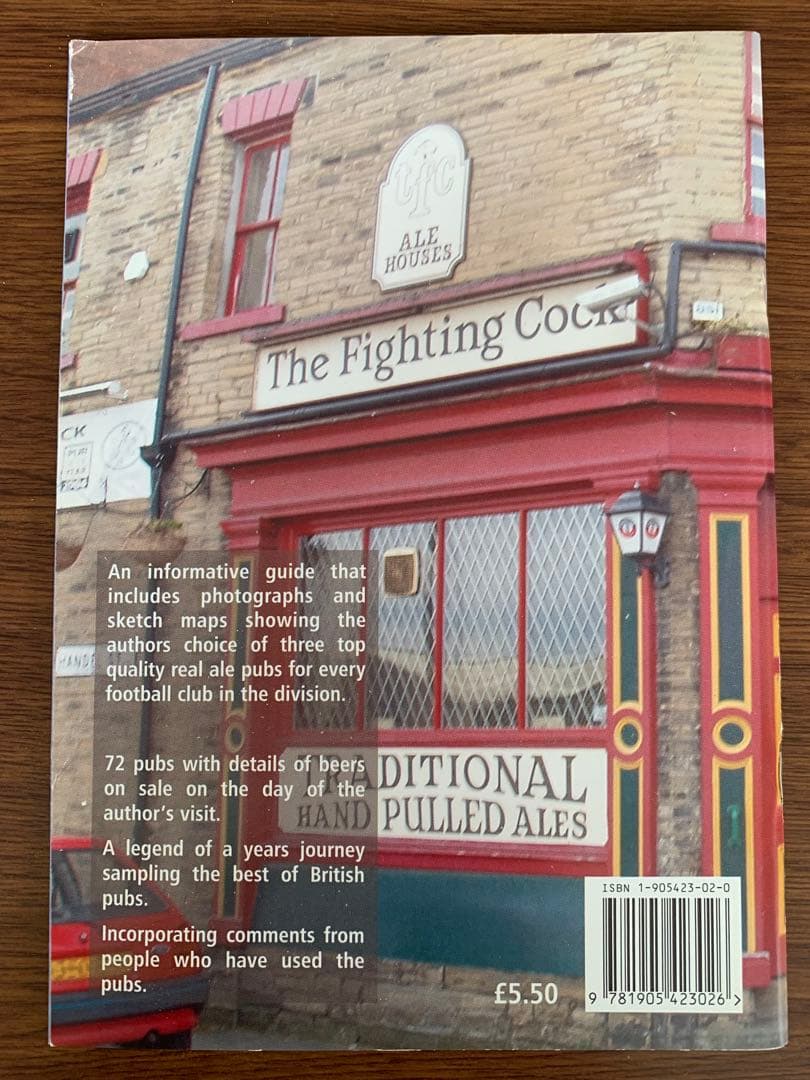 tfc
ALE
HOUSES
The Fighting Cock
CK
An informative guide that
includes photographs and
sketch maps showing the
authors choice of three top
quality real ale pubs for every
football club in the division.
72 pubs with details of beers
on sale on the day of the
author's visit.
A legend of a years journey
sampling the best of British
pubs.
Incorporating comments from
people who have used the
pubs.
TRADITIONAL
HAND PULLED ALES
£5.50
ISBN 1-905423-02-0
9 781905 423026 >